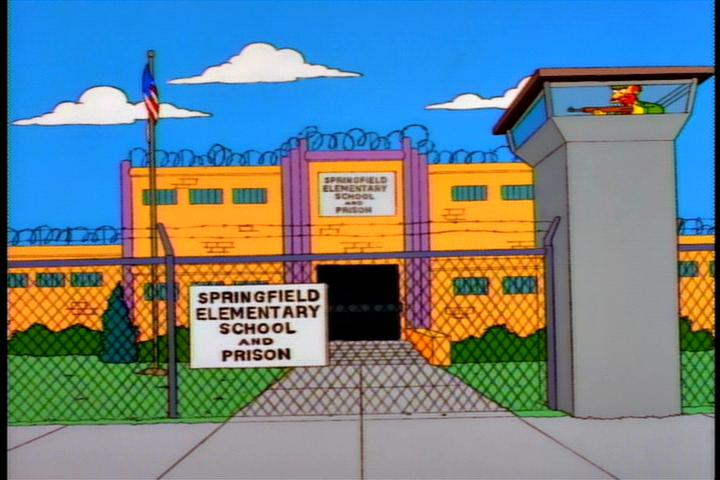 SPRINGFIELD
ELEMENTARY
SCHOOL
AND
PRISON
SPRINGFIELD
ELEMENTARY
SCHOOL
AND
PRISON